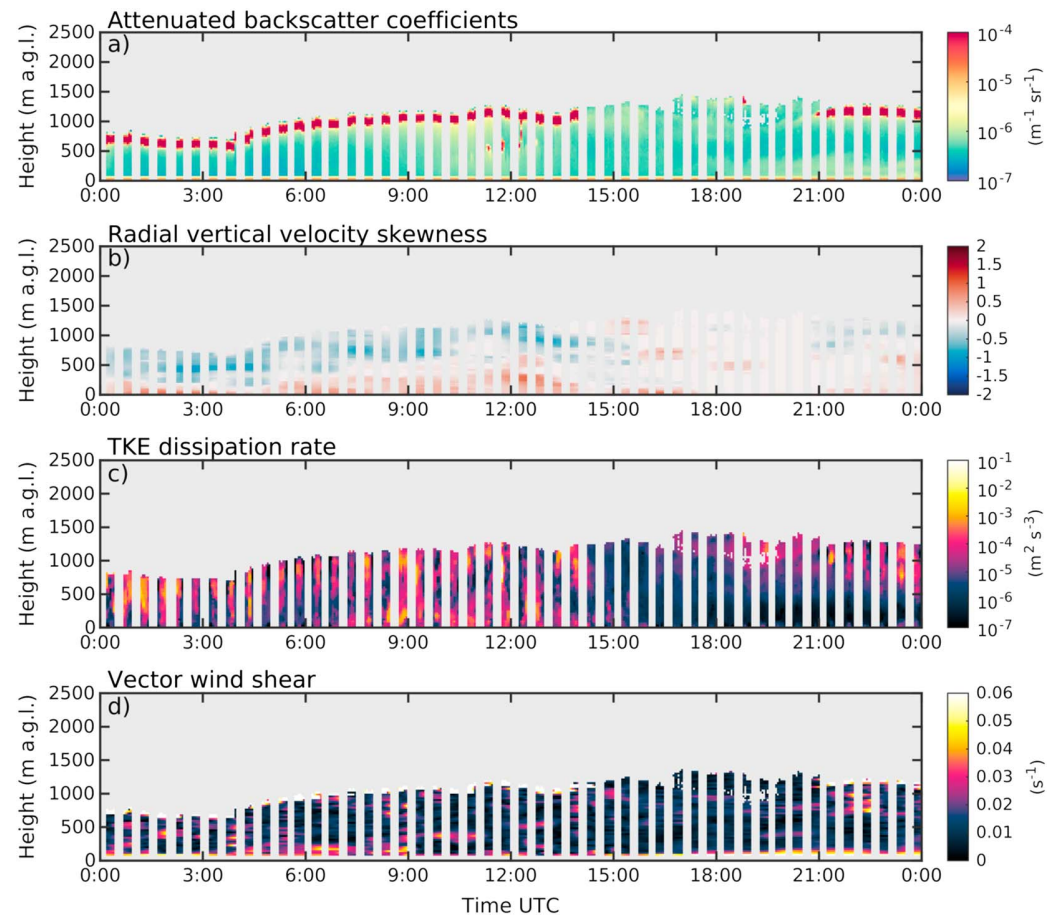 Attenuated backscatter coefficients
a)
Height (m a.g.l.)
2500
2000
1500
1000
500
0
0:00 3:00 6:00 9:00 12:00 15:00 18:00 21:00 0:00
10⁻⁴
10⁻⁵
10⁻⁶
10⁻⁷
(m⁻¹ sr⁻¹)
Radial vertical velocity skewness
b)
Height (m a.g.l.)
2500
2000
1500
1000
500
0
0:00 3:00 6:00 9:00 12:00 15:00 18:00 21:00 0:00
2
1.5
1
0.5
0
-0.5
-1
-1.5
-2
TKE dissipation rate
c)
Height (m a.g.l.)
2500
2000
1500
1000
500
0
0:00 3:00 6:00 9:00 12:00 15:00 18:00 21:00 0:00
10⁻¹
10⁻²
10⁻³
10⁻⁴
10⁻⁵
10⁻⁶
10⁻⁷
(m² s⁻³)
Vector wind shear
d)
Height (m a.g.l.)
2500
2000
1500
1000
500
0
0:00 3:00 6:00 9:00 12:00 15:00 18:00 21:00 0:00
0.06
0.05
0.04
0.03
0.02
0.01
0
(s⁻¹)
Time UTC